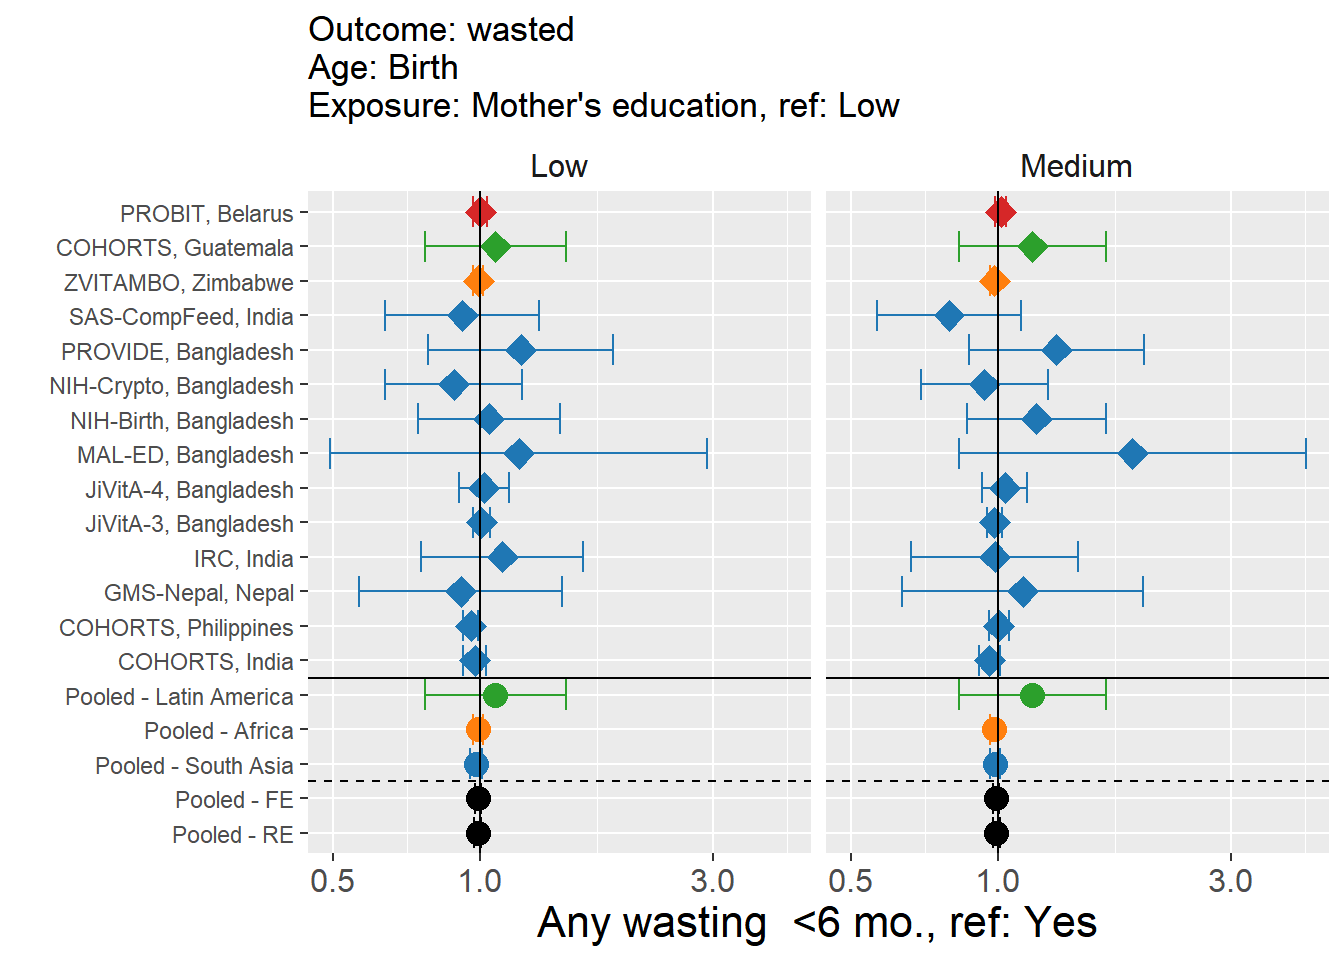 Outcome: wasted
Age: Birth
Exposure: Mother's education, ref: Low
Low
Medium
PROBIT, Belarus
COHORTS, Guatemala
ZVITAMBO, Zimbabwe
SAS-CompFeed, India
PROVIDE, Bangladesh
NIH-Crypto, Bangladesh
NIH-Birth, Bangladesh
MAL-ED, Bangladesh
JiVitA-4, Bangladesh
JiVitA-3, Bangladesh
IRC, India
GMS-Nepal, Nepal
COHORTS, Philippines
COHORTS, India
Pooled - Latin America
Pooled - Africa
Pooled - South Asia
Pooled - FE
Pooled - RE
0.5 1.0 3.0 0.5 1.0 3.0
Any wasting  <6 mo., ref: Yes